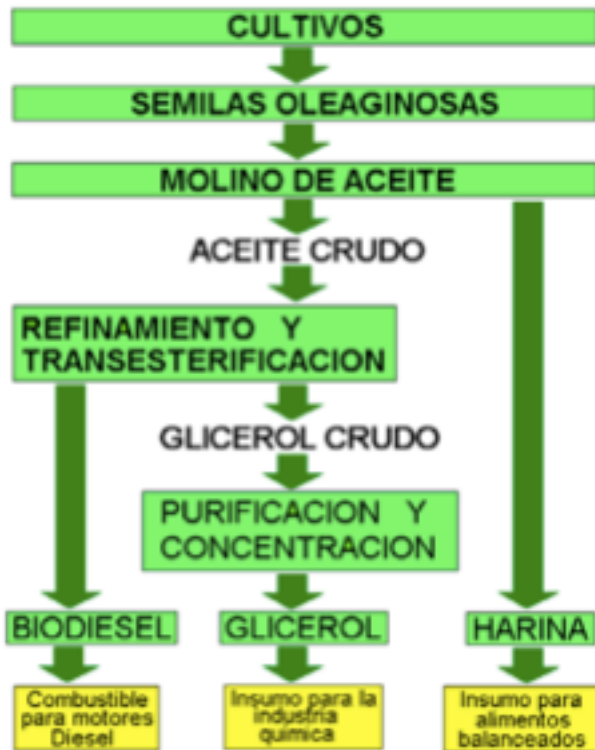 CULTIVOS
SEMILAS OLEAGINOSAS
MOLINO DE ACEITE
ACEITE CRUDO
REFINAMIENTO Y
TRANSESTERIFICACION
GLICEROL CRUDO
PURIFICACION Y
CONCENTRACION
BIODIESEL
GLICEROL
HARINA
Combustible
para motores
Diesel
Insumo para la
industria
quimica
Insumo para
alimentos
balanceados